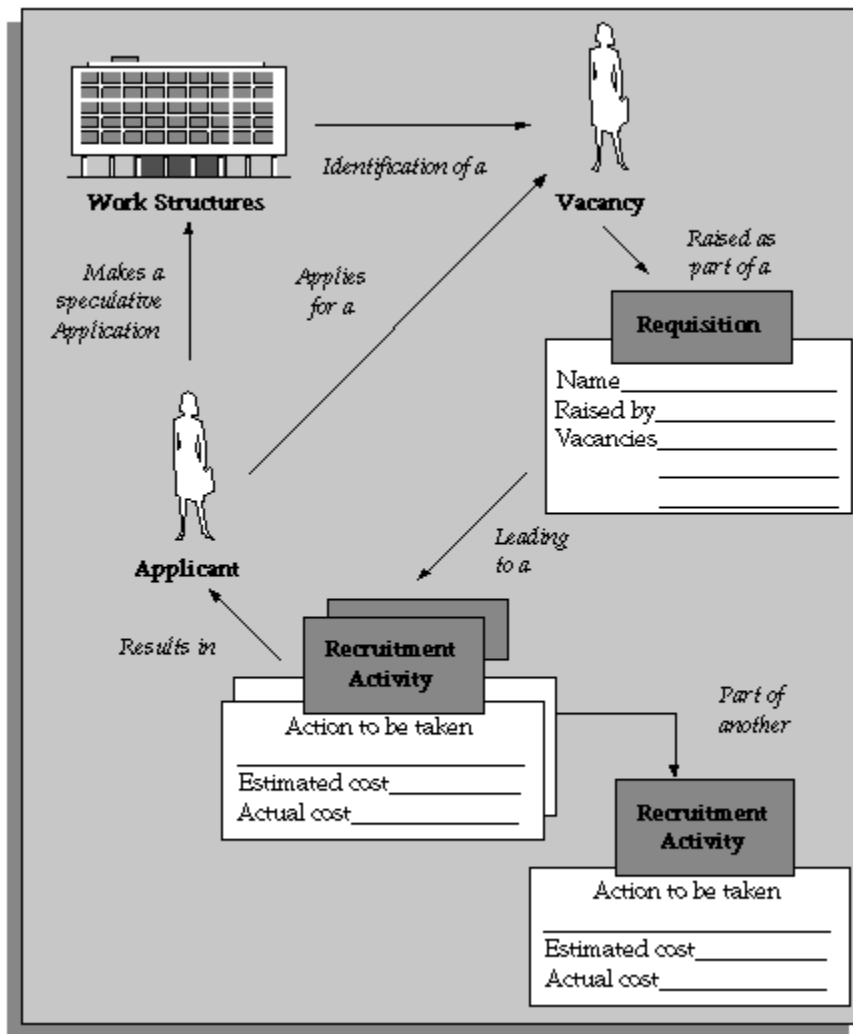 Identification of a
Work Structures
Vacancy
Makes a
speculative
Application
Applies
for a
Raised as
part of a
Requisition
Name
Raised by
Vacancies
Leading
to a
Applicant
Results in
Recruitment
Activity
Action to be taken
Estimated cost
Actual cost
Part of
another
Recruitment
Activity
Action to be taken
Estimated cost
Actual cost